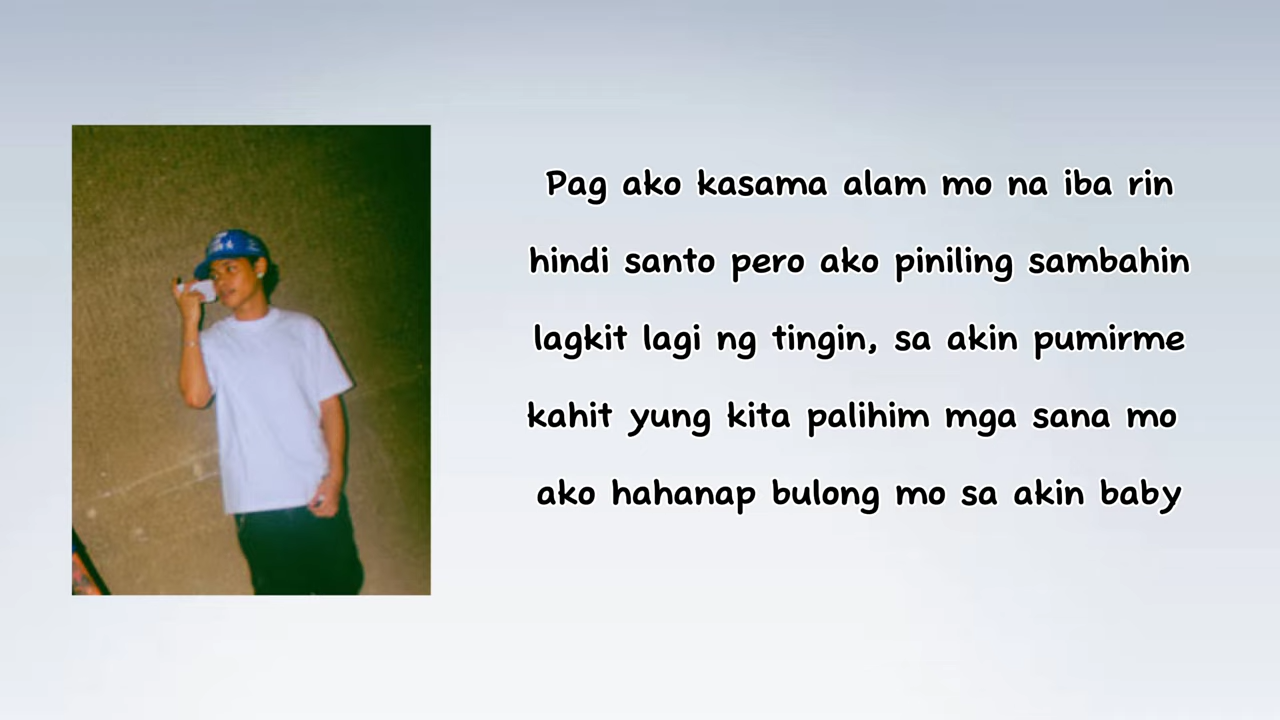 Pag ako kasama alam mo na iba rin
hindi santo pero ako piniling sambahin
lagkit lagi ng tingin, sa akin pumirme
kahit yung kita palihim mga sana mo
ako hahanap bulong mo sa akin baby